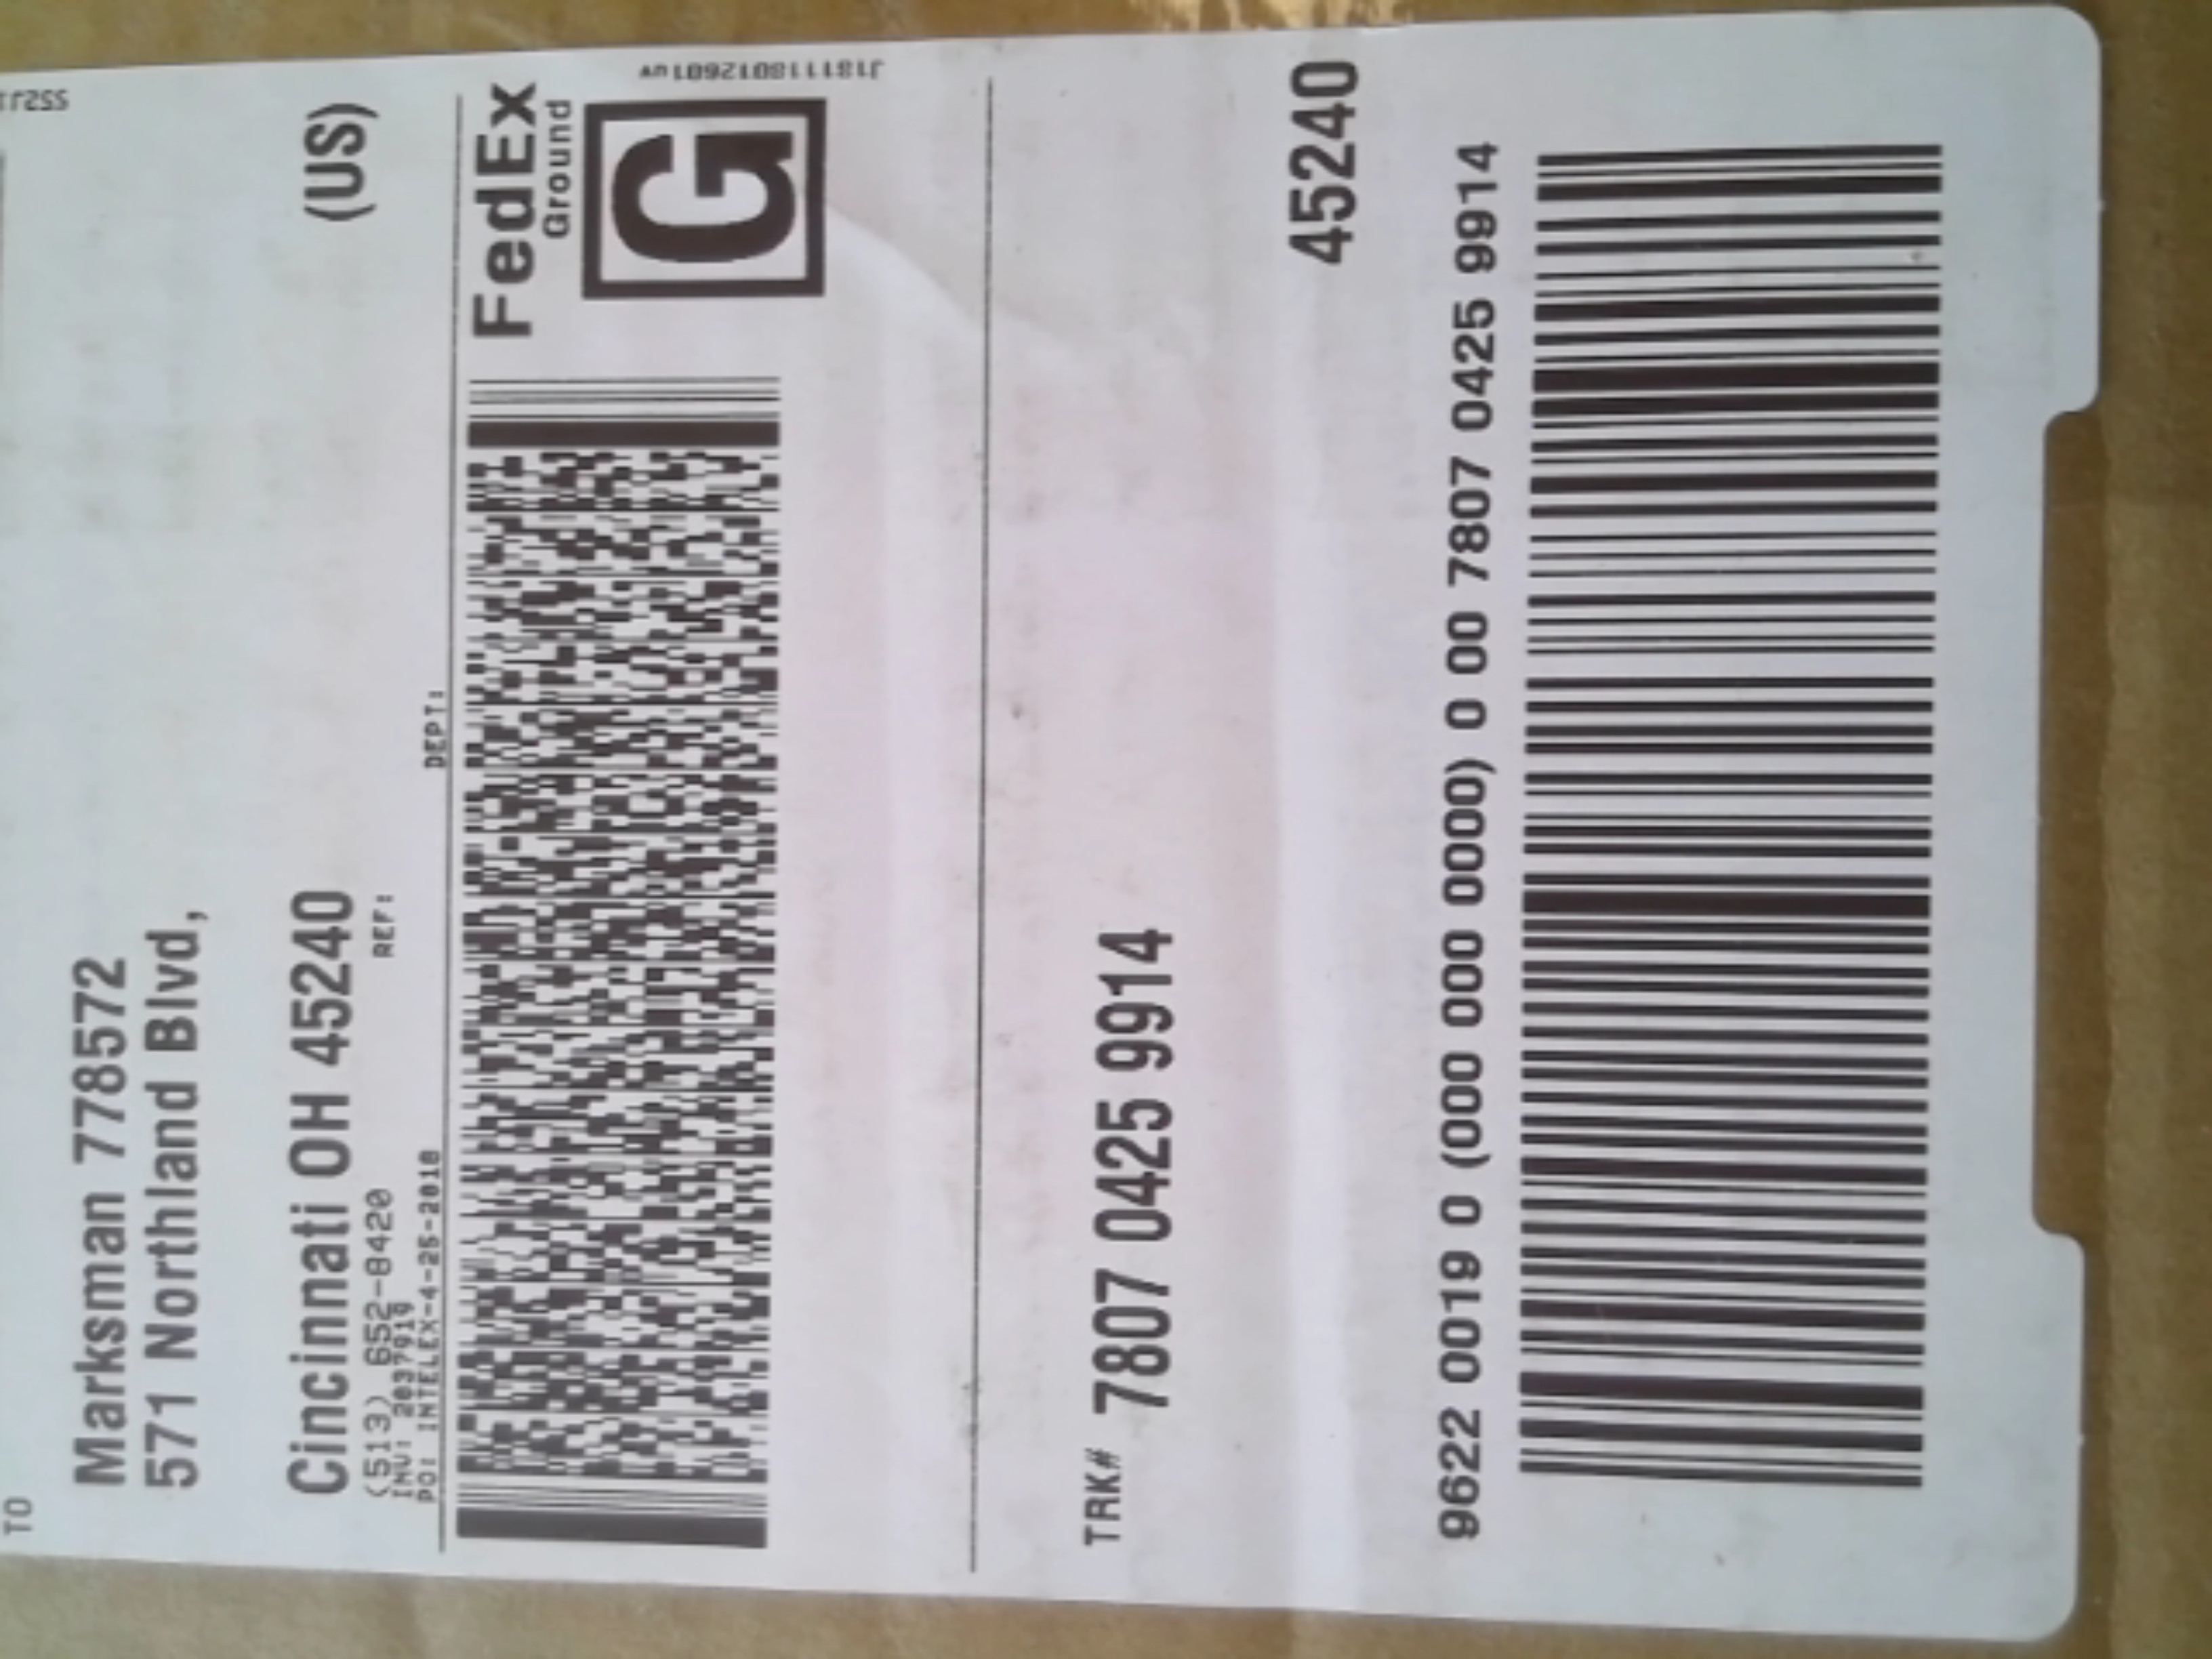 TO
Marksman 778572
571 Northland Blvd,
Cincinnati OH 45240
(US)
(513) 652-8420
REF:
INV: 20379919
PO: INTELEX-4-25-2018
DEPT:
FedEx
Ground
G
J181118012601uv
TRK# 7807 0425 9914
45240
9622 0019 0 (000 000 0000) 0 00 7807 0425 9914